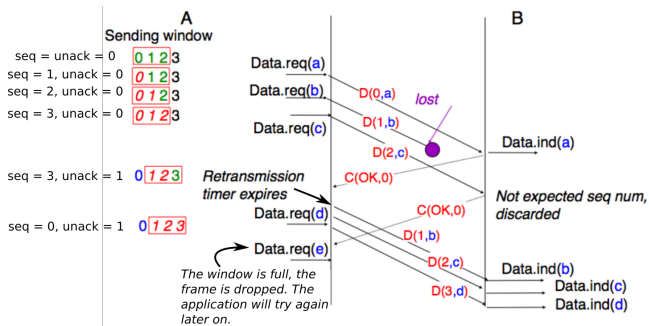 A
B
Sending window
seq = unack = 0
0 1 2 3
seq = 1, unack = 0
0 1 2 3
seq = 2, unack = 0
0 1 2 3
seq = 3, unack = 0
0 1 2 3
Data.req(a)
Data.req(b)
Data.req(c)
D(0,a)
D(1,b)
D(2,c)
lost
Data.ind(a)
C(OK,0)
seq = 3, unack = 1
0 1 2 3
Retransmission
timer expires
Not expected seq num,
discarded
C(OK,0)
seq = 0, unack = 1
0 1 2 3
Data.req(d)
Data.req(e)
D(1,b)
D(2,c)
D(3,d)
Data.ind(b)
Data.ind(c)
Data.ind(d)
The window is full, the
frame is dropped. The
application will try again
later on.